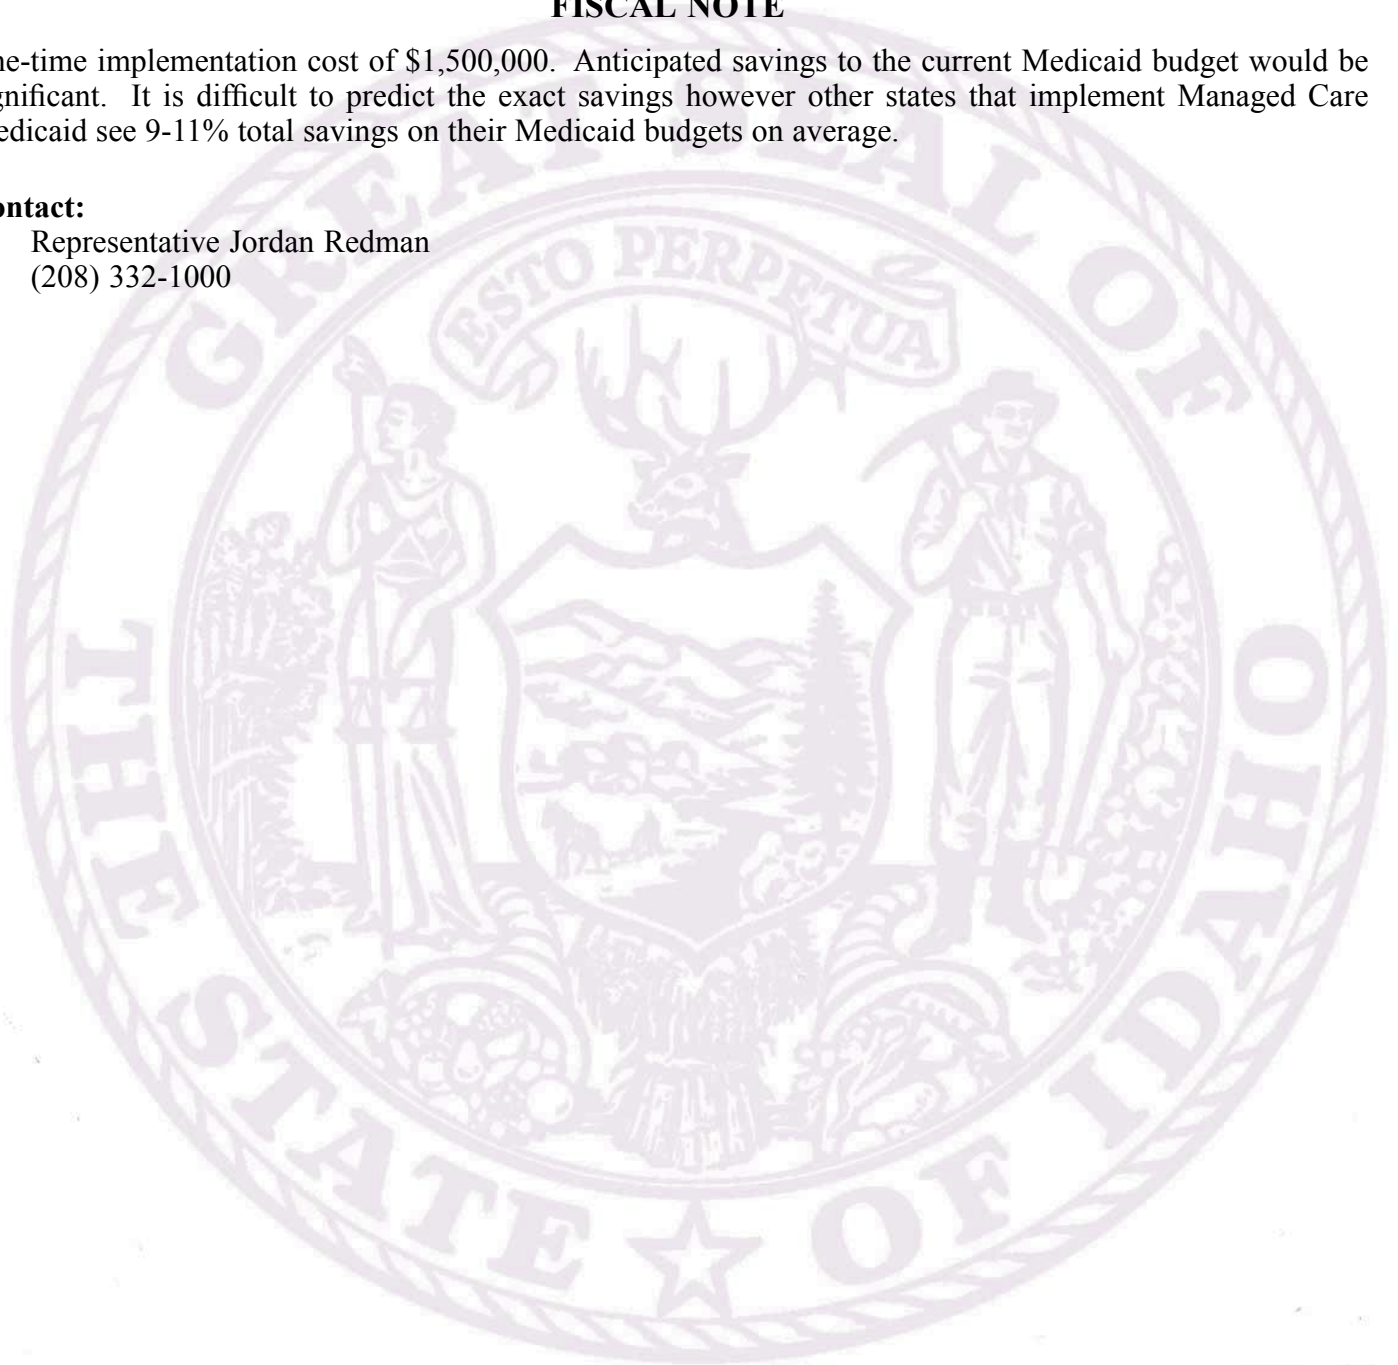 FISCAL NOTE
ne-time implementation cost of $1,500,000. Anticipated savings to the current Medicaid budget would be
gnificant. It is difficult to predict the exact savings however other states that implement Managed Care
edicaid see 9-11% total savings on their Medicaid budgets on average.
ontact:
Representative Jordan Redman
(208) 332-1000
GREAT SEAL OF
ESTO PERPETUA
THE
STATE OF IDAHO